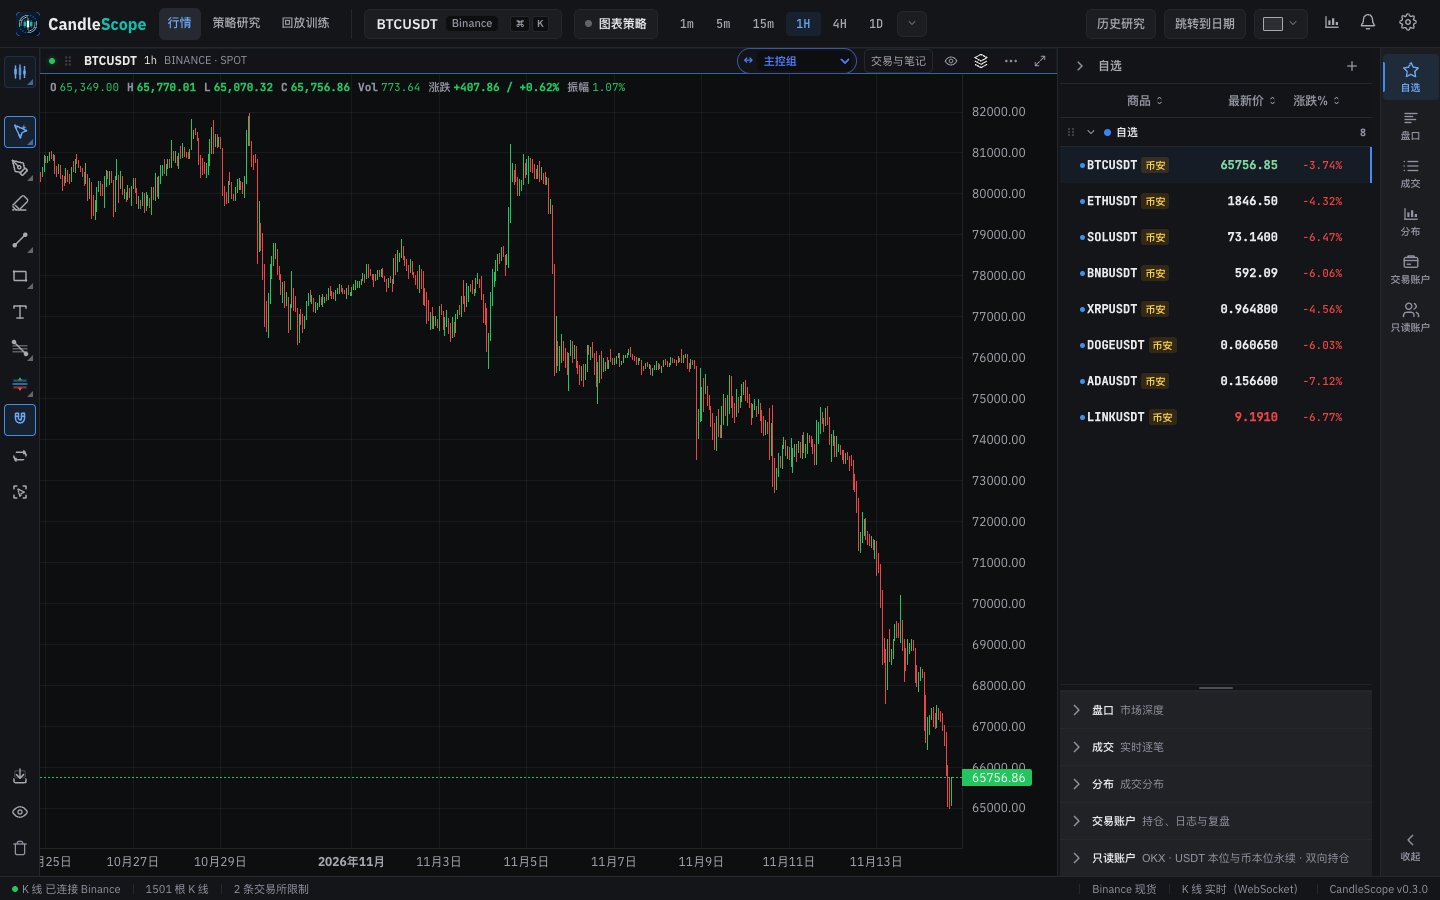 CandleScope 行情 策略研究 回放训练 BTCUSDT Binance ⌘ K 图表策略 1m 5m 15m 1H 4H 1D 历史研究 跳转到日期
BTCUSDT 1h BINANCE · SPOT 主控组 交易与笔记
O 65,349.00 H 65,770.01 L 65,070.32 C 65,756.86 Vol 773.64 涨跌 +407.86 / +0.62% 振幅 1.07%
82000.00
81000.00
80000.00
79000.00
78000.00
77000.00
76000.00
75000.00
74000.00
73000.00
72000.00
71000.00
70000.00
69000.00
68000.00
67000.00
66000.00
65756.86
65000.00
月25日 10月27日 10月29日 2026年11月 11月3日 11月5日 11月7日 11月9日 11月11日 11月13日
自选
商品 最新价 涨跌%
自选 8
BTCUSDT 币安 65756.85 -3.74%
ETHUSDT 币安 1846.50 -4.32%
SOLUSDT 币安 73.1400 -6.47%
BNBUSDT 币安 592.09 -6.06%
XRPUSDT 币安 0.964800 -4.56%
DOGEUSDT 币安 0.060650 -6.03%
ADAUSDT 币安 0.156600 -7.12%
LINKUSDT 币安 9.1910 -6.77%
盘口 市场深度
成交 实时逐笔
分布 成交分布
交易账户 持仓、日志与复盘
只读账户 OKX · USDT 本位与币本位永续 · 双向持仓
自选
盘口
成交
分布
交易账户
只读账户
收起
K 线 已连接 Binance 1501 根 K 线 2 条交易所限制 Binance 现货 K 线 实时（WebSocket） CandleScope v0.3.0